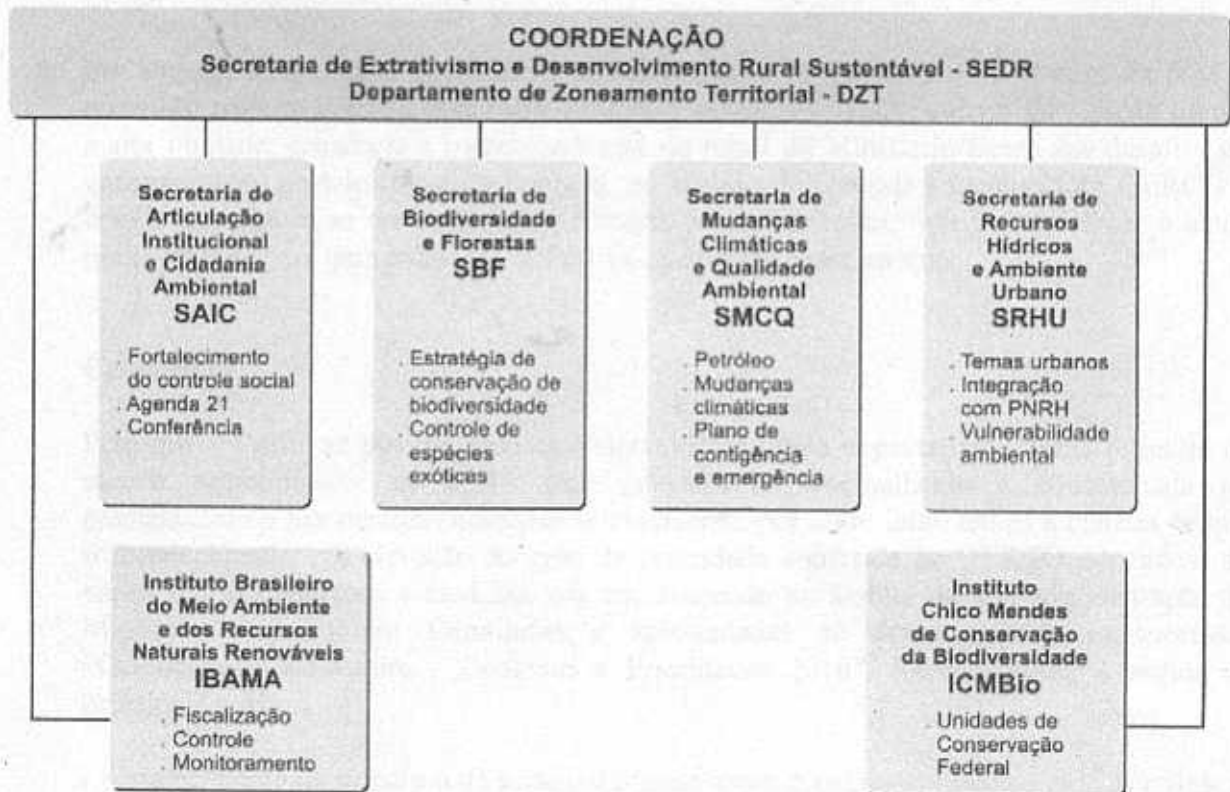 COORDENAÇÃO
Secretaria de Extrativismo e Desenvolvimento Rural Sustentável - SEDR
Departamento de Zoneamento Territorial - DZT
Secretaria de
Articulação
Institucional
e Cidadania
Ambiental
SAIC
. Fortalecimento
do controle social
. Agenda 21
. Conferência
Secretaria de
Biodiversidade
e Florestas
SBF
. Estratégia de
conservação de
biodiversidade
. Controle de
espécies
exóticas
Secretaria de
Mudanças
Climáticas
e Qualidade
Ambiental
SMCQ
. Petróleo
. Mudanças
climáticas
. Plano de
contigência
e emergência
Secretaria de
Recursos
Hídricos
e Ambiente
Urbano
SRHU
. Temas urbanos
. Integração
com PNRH
. Vulnerabilidade
ambiental
Instituto Brasileiro
do Meio Ambiente
e dos Recursos
Naturais Renováveis
IBAMA
. Fiscalização
. Controle
. Monitoramento
Instituto
Chico Mendes
de Conservação
da Biodiversidade
ICMBio
. Unidades de
Conservação
Federal